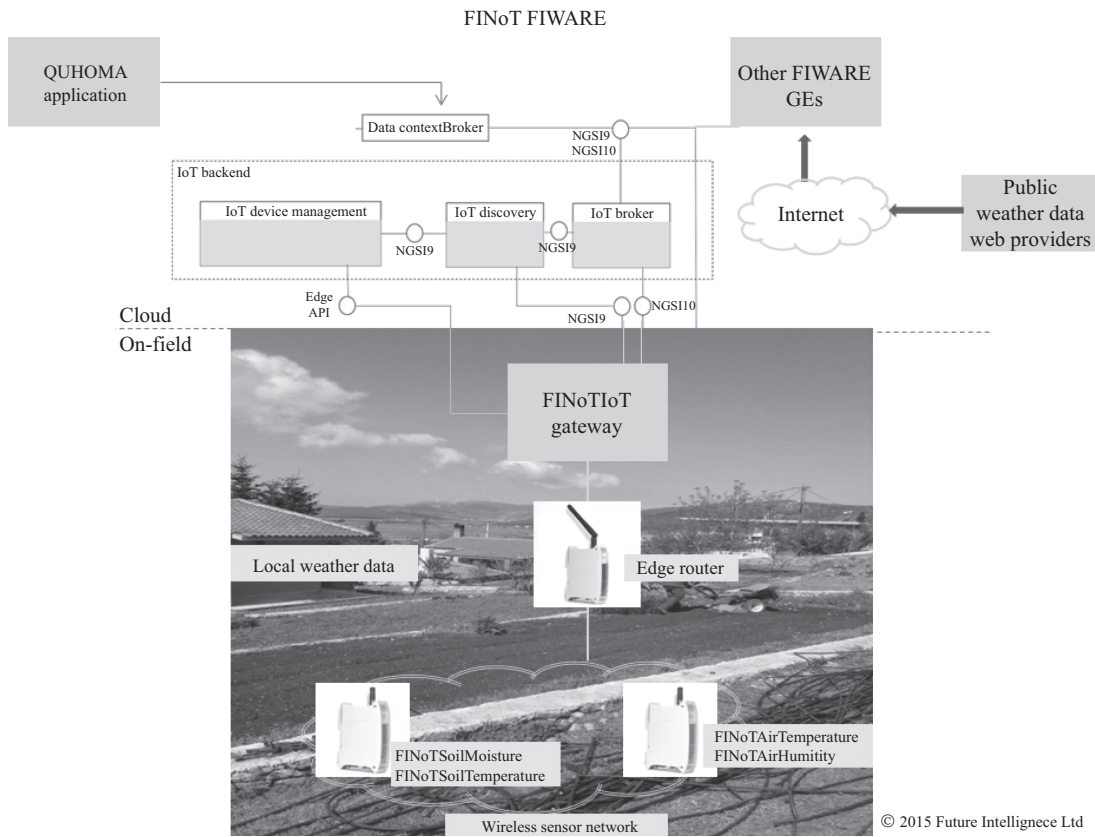 FINoT FIWARE
QUHOMA
application
Other FIWARE
GEs
Data contextBroker
NGSI9
NGSI10
IoT backend
IoT device management
IoT discovery
IoT broker
NGSI9
NGSI9
Internet
Public
weather data
web providers
Edge
API
NGSI9
NGSI10
Cloud
On-field
FINoTIoT
gateway
Local weather data
Edge router
FINoTSoilMoisture
FINoTSoilTemperature
FINoTAirTemperature
FINoTAirHumitity
Wireless sensor network
© 2015 Future Intellignece Ltd